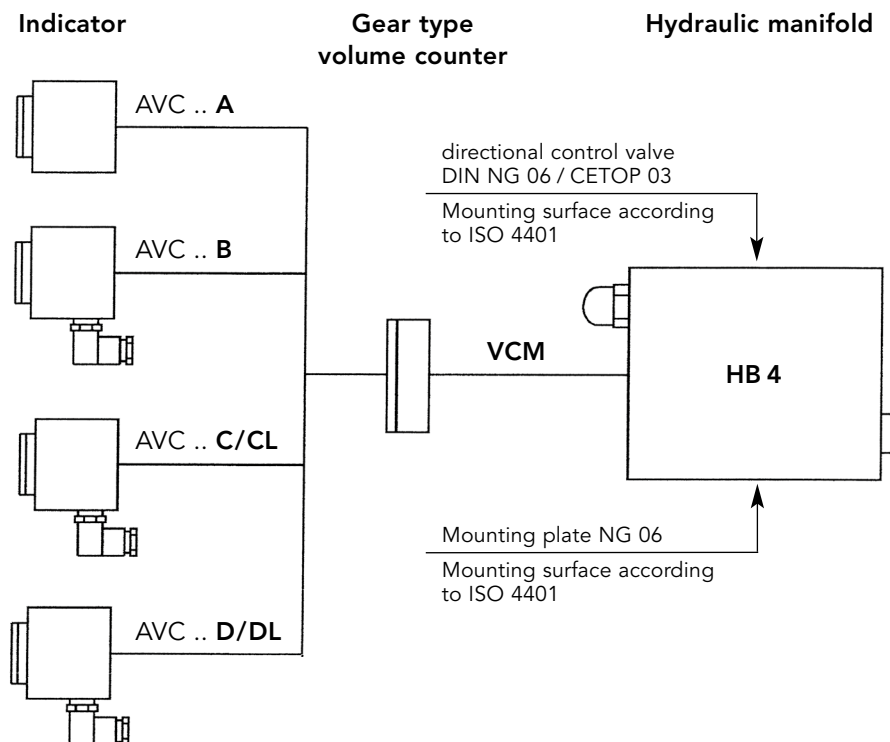 Indicator
Gear type
volume counter
Hydraulic manifold
AVC .. A
directional control valve
DIN NG 06 / CETOP 03
Mounting surface according
to ISO 4401
AVC .. B
VCM
HB 4
AVC .. C/CL
Mounting plate NG 06
Mounting surface according
to ISO 4401
AVC .. D/DL